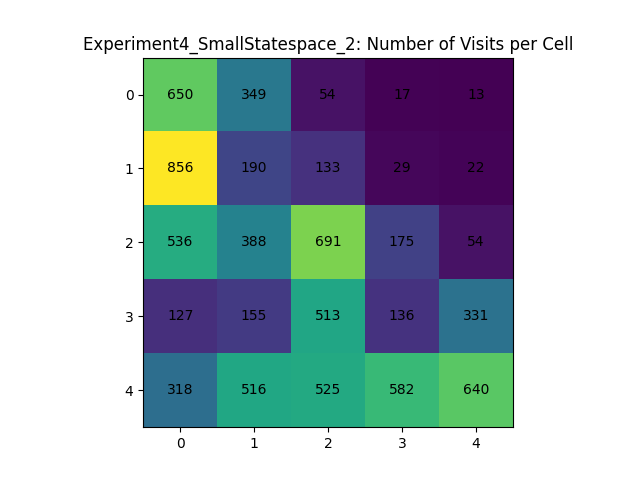 Experiment4_SmallStatespace_2: Number of Visits per Cell
0 650 349 54 17 13
1 856 190 133 29 22
2 536 388 691 175 54
3 127 155 513 136 331
4 318 516 525 582 640
0 1 2 3 4